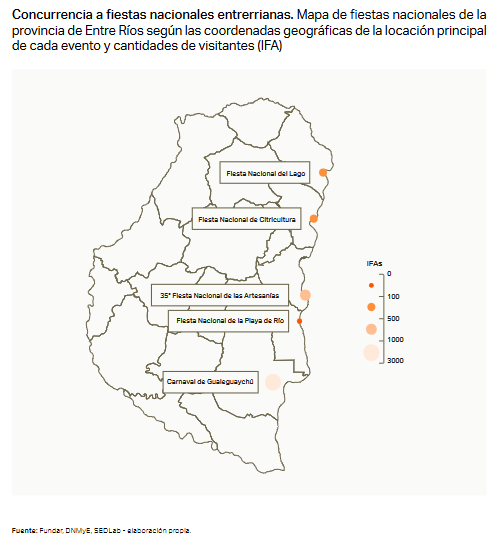 Concurrencia a fiestas nacionales entrerrianas. Mapa de fiestas nacionales de la
provincia de Entre Ríos según las coordenadas geográficas de la locación principal
de cada evento y cantidades de visitantes (IFA)
Fiesta Nacional del Lago
Fiesta Nacional de Citricultura
IFAs
0
35° Fiesta Nacional de las Artesanías
100
Fiesta Nacional de la Playa de Río
500
1000
3000
Carnaval de Gualeguaychú
Fuente: Fundar, DNMyE, SEDLab - elaboración propia.